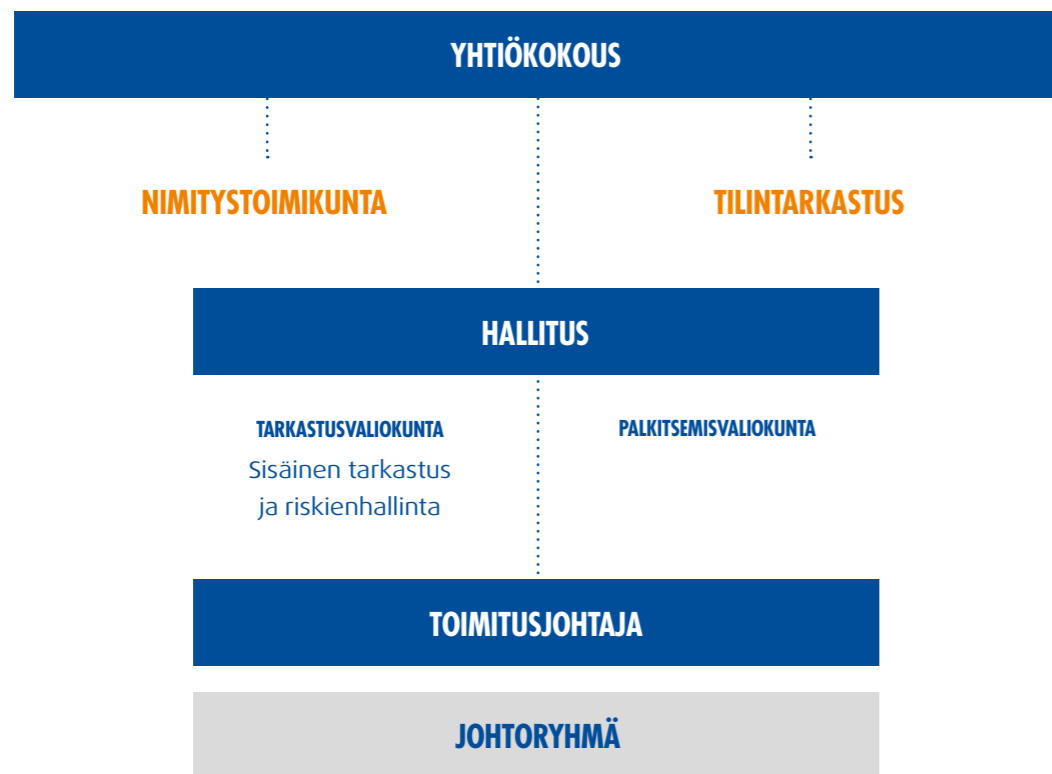 YHTIÖKOKOUS
NIMITYSTOIMIKUNTA
TILINTARKASTUS
HALLITUS
TARKASTUSVALIOKUNTA
Sisäinen tarkastus
ja riskienhallinta
PALKITSEMISVALIOKUNTA
TOIMITUSJOHTAJA
JOHTORYHMÄ